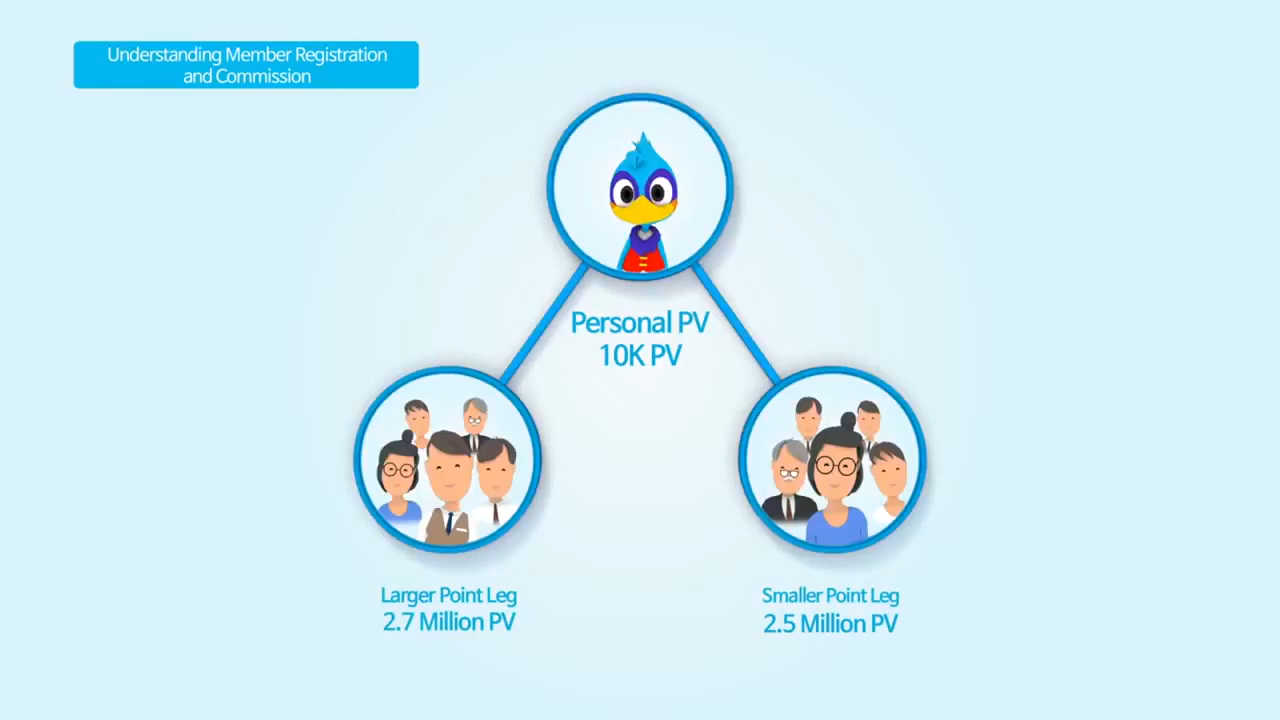 Understanding Member Registration
and Commission
Personal PV
10K PV
Larger Point Leg
2.7 Million PV
Smaller Point Leg
2.5 Million PV